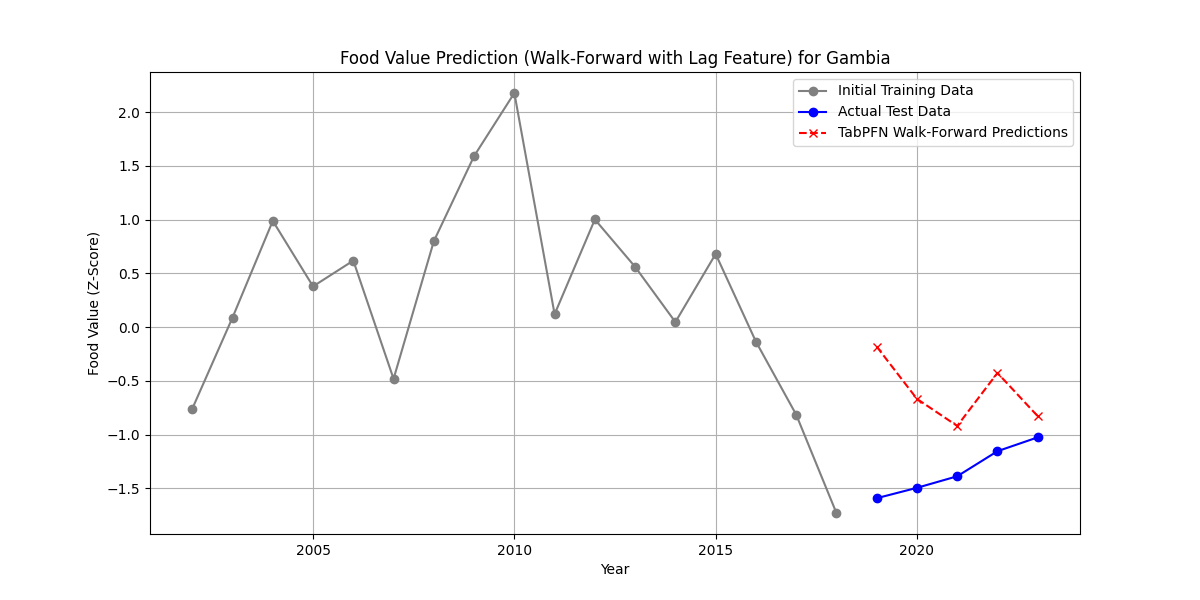 Food Value Prediction (Walk-Forward with Lag Feature) for Gambia
Initial Training Data
Actual Test Data
TabPFN Walk-Forward Predictions
Food Value (Z-Score)
2.0
1.5
1.0
0.5
0.0
−0.5
−1.0
−1.5
2005 2010 2015 2020
Year